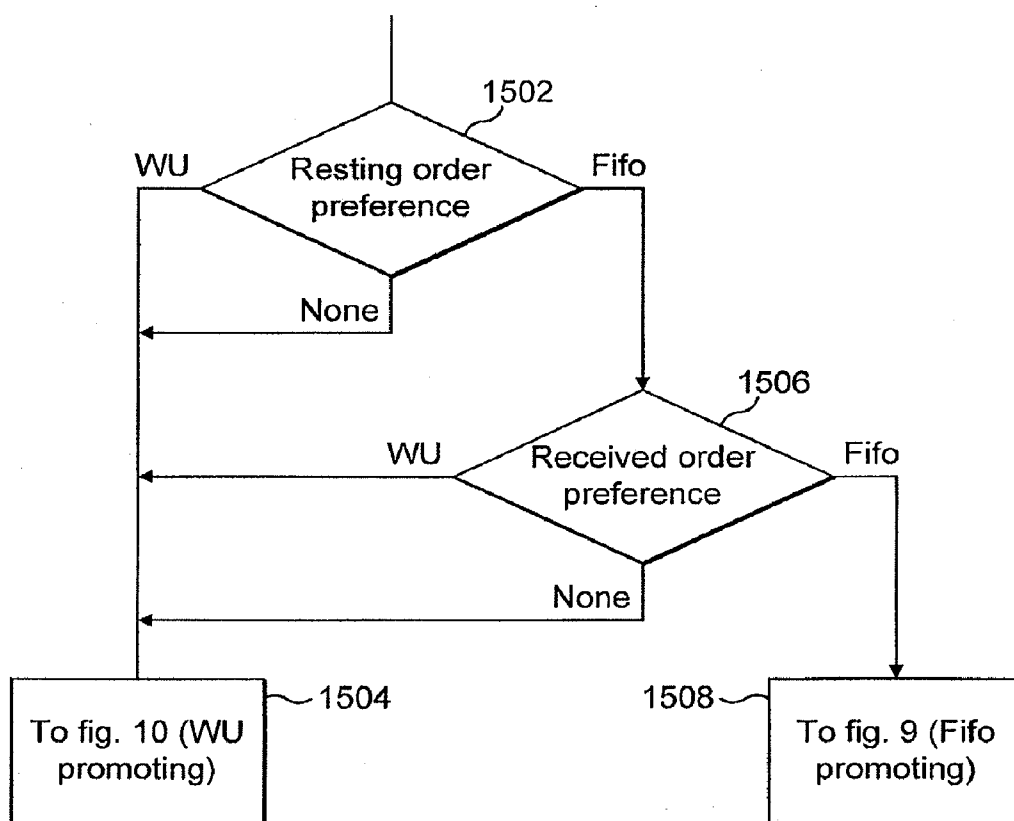 1502
WU
Resting order
preference
Fifo
None
1506
WU
Received order
preference
Fifo
None
1504
1508
To fig. 10 (WU
promoting)
To fig. 9 (Fifo
promoting)